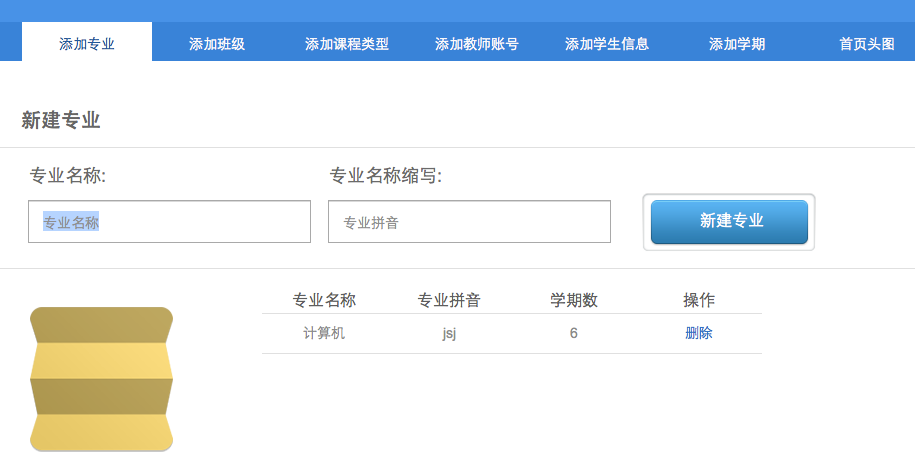 添加专业 添加班级 添加课程类型 添加教师账号 添加学生信息 添加学期 首页头图
新建专业
专业名称: 专业名称缩写:
专业名称 专业拼音 新建专业
专业名称 专业拼音 学期数 操作
计算机 jsj 6 删除